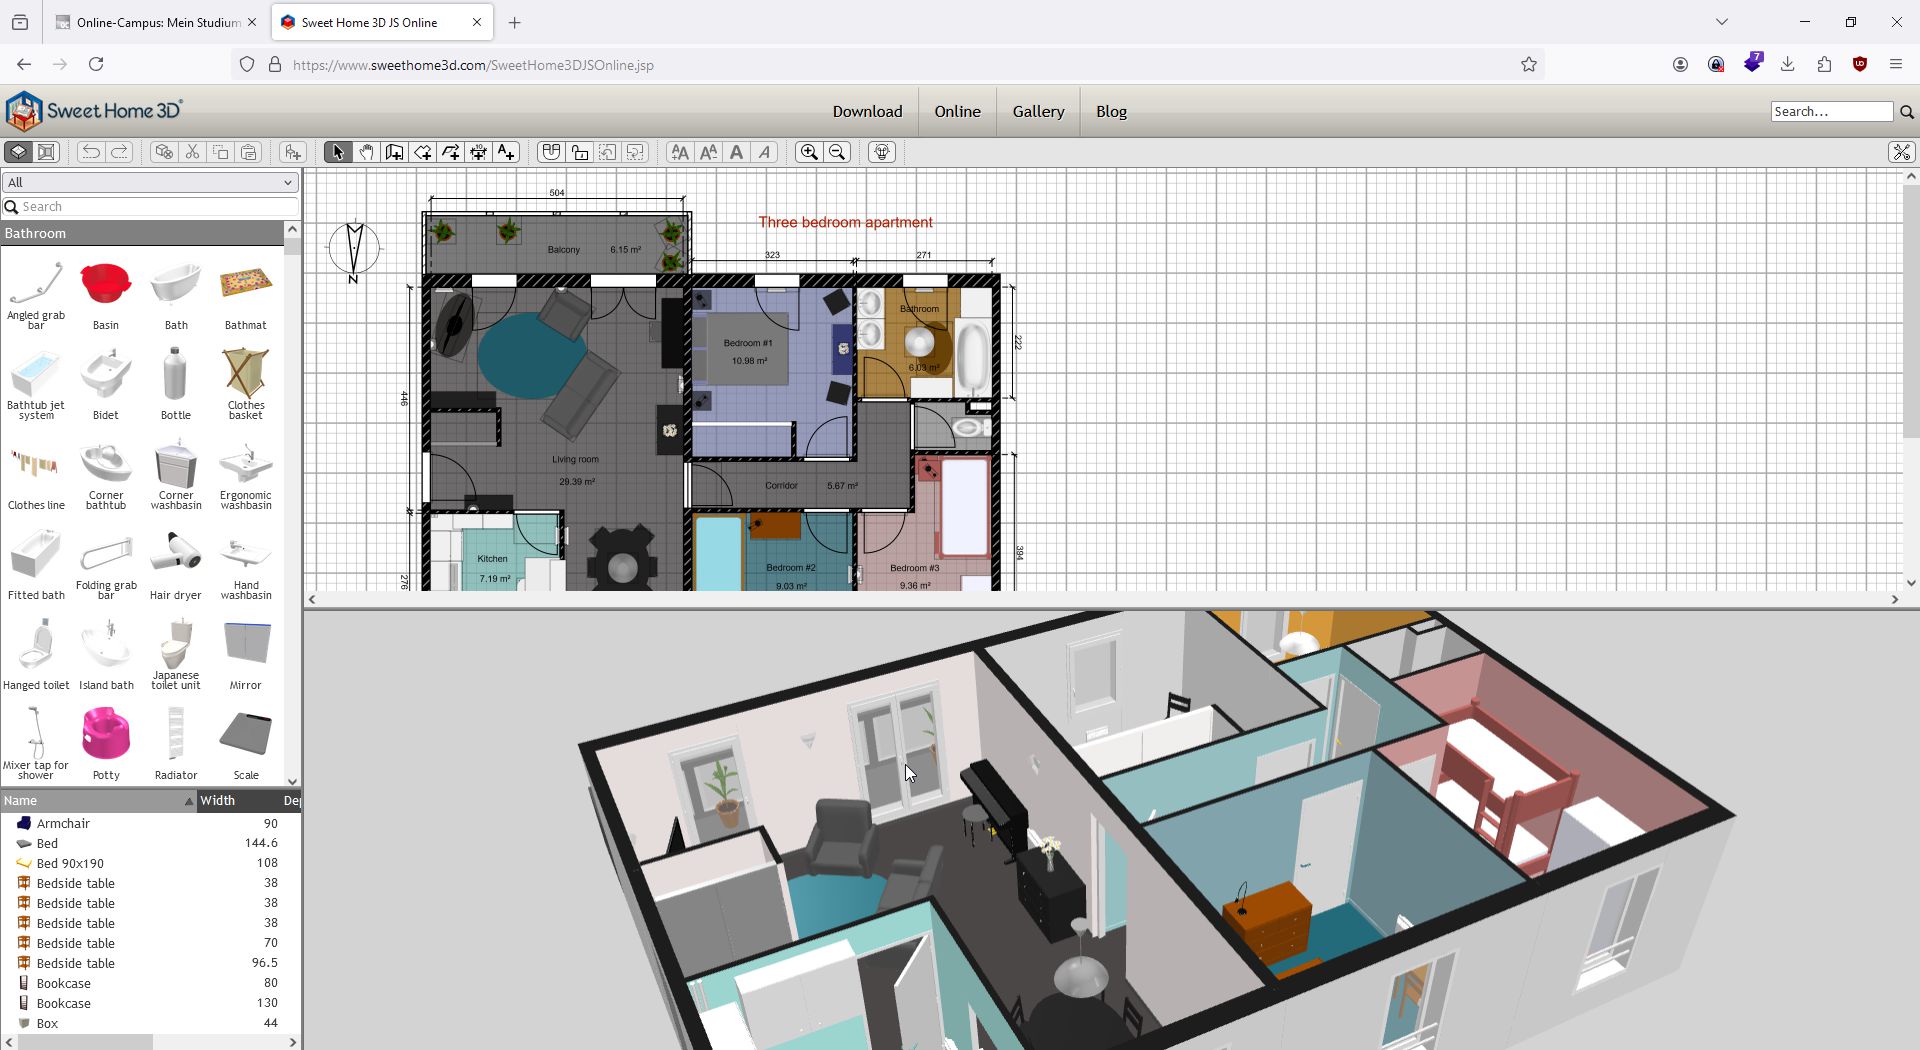 Online-Campus: Mein Studium
Sweet Home 3D JS Online
https://www.sweethome3d.com/SweetHome3DJSOnline.jsp
7
Sweet Home 3D
Download
Online
Gallery
Blog
Search...
All
Search
Bathroom
Angled grab bar
Basin
Bath
Bathmat
Bathtub jet system
Bidet
Bottle
Clothes basket
Clothes line
Corner bathtub
Corner washbasin
Ergonomic washbasin
Fitted bath
Folding grab bar
Hair dryer
Hand washbasin
Hanged toilet
Island bath
Japanese toilet unit
Mirror
Mixer tap for shower
Potty
Radiator
Scale
Name Width De
Armchair 90
Bed 144.6
Bed 90x190 108
Bedside table 38
Bedside table 38
Bedside table 38
Bedside table 70
Bedside table 96.5
Bookcase 80
Bookcase 130
Box 44
504
Three bedroom apartment
N
Balcony 6.15 m²
323
271
Bathroom
Bedroom #1
10.98 m²
222
6.03 m²
446
Living room
29.39 m²
Corridor 5.67 m²
Kitchen
7.19 m²
276
Bedroom #2
9.03 m²
Bedroom #3
9.36 m²
394